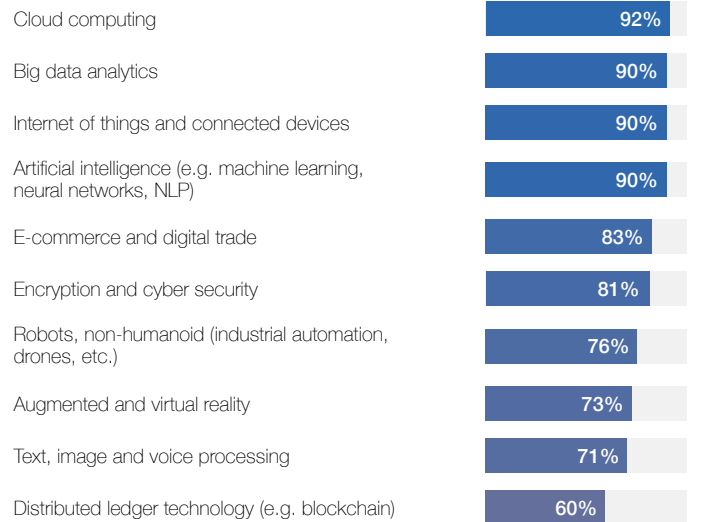 Cloud computing 92%
Big data analytics 90%
Internet of things and connected devices 90%
Artificial intelligence (e.g. machine learning,
neural networks, NLP) 90%
E-commerce and digital trade 83%
Encryption and cyber security 81%
Robots, non-humanoid (industrial automation,
drones, etc.) 76%
Augmented and virtual reality 73%
Text, image and voice processing 71%
Distributed ledger technology (e.g. blockchain) 60%